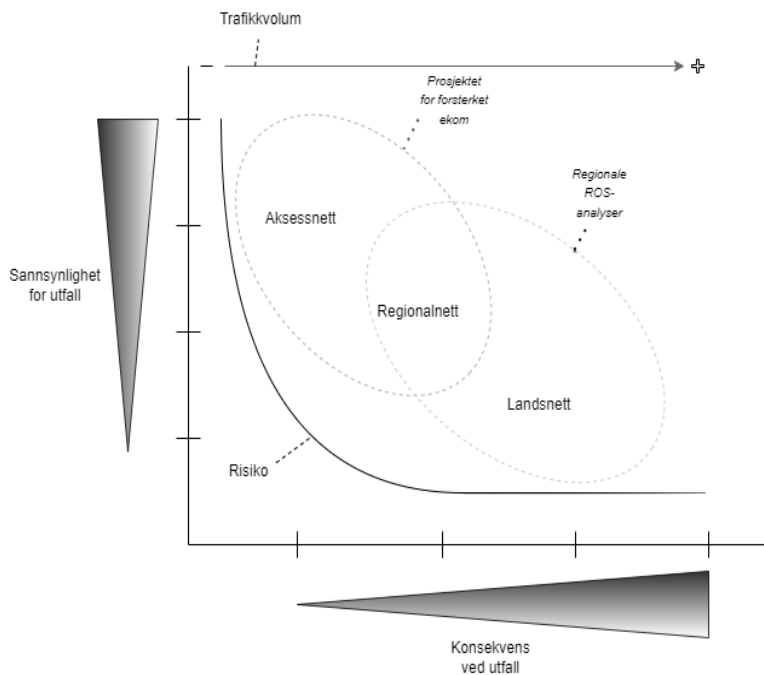 Trafikkvolum
Prosjektet
for forsterket
ekom
Regionale
ROS-
analyser
Aksessnett
Sannsynlighet
for utfall
Regionalnett
Landsnett
Risiko
Konsekvens
ved utfall